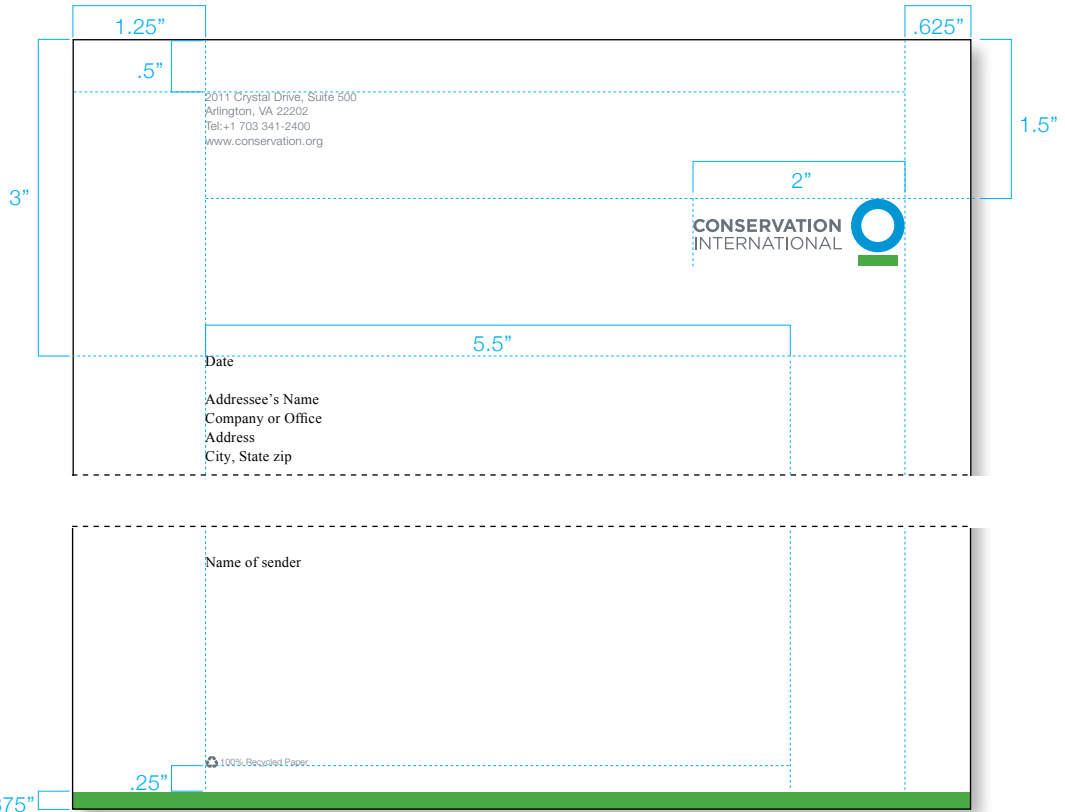 1.25”
.625”
.5”
2011 Crystal Drive, Suite 500
Arlington, VA 22202
Tel:+1 703 341-2400
www.conservation.org
1.5”
3”
2”
CONSERVATION
INTERNATIONAL
5.5”
Date
Addressee’s Name
Company or Office
Address
City, State zip
Name of sender
100% Recycled Paper
.25”